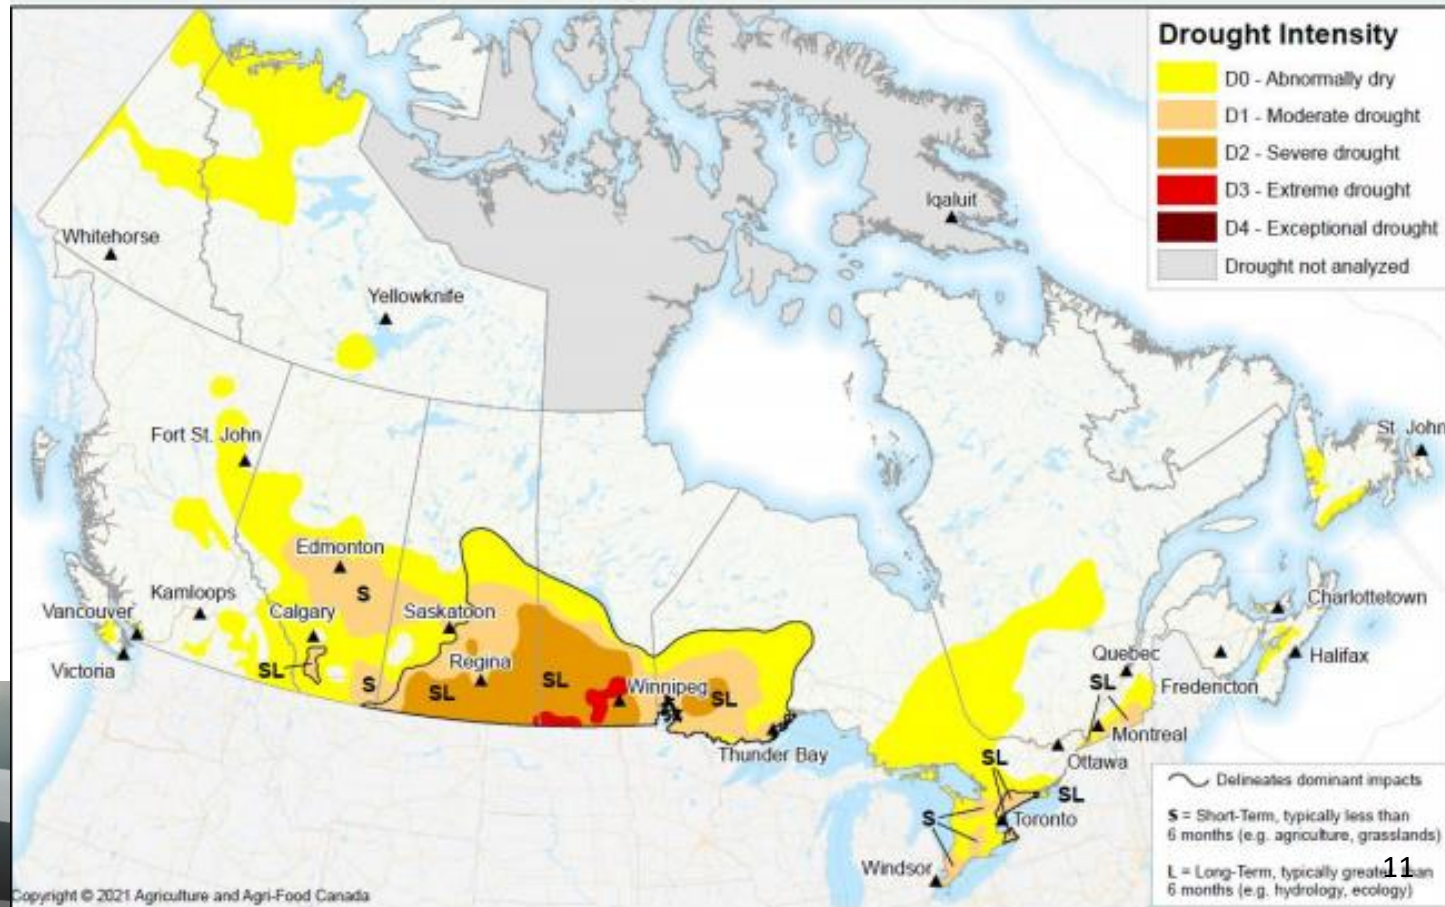 Drought Intensity
D0 - Abnormally dry
D1 - Moderate drought
D2 - Severe drought
D3 - Extreme drought
D4 - Exceptional drought
Drought not analyzed
Iqaluit
Whitehorse
Yellowknife
Fort St. John
St. John
Edmonton
S
Kamloops
Calgary
Saskatoon
Vancouver
Charlottetown
Victoria
SL
S
Regina
SL
SL
Winnipeg
SL
Quebec
SL
Halifax
Fredericton
Montreal
Thunder Bay
Ottawa
SL
SL
S
Toronto
Windsor
Delineates dominant impacts
S = Short-Term, typically less than
6 months (e.g. agriculture, grasslands)
L = Long-Term, typically greater than
6 months (e.g. hydrology, ecology)
11
Copyright © 2021 Agriculture and Agri-Food Canada